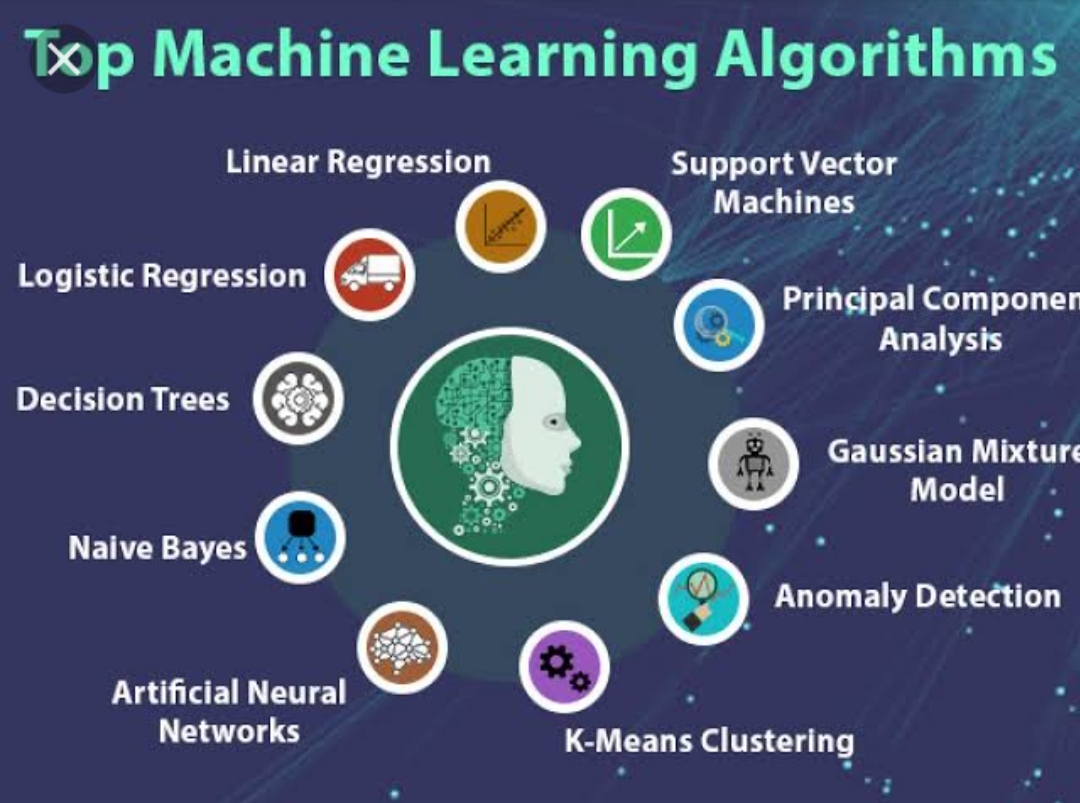 Top Machine Learning Algorithms
Linear Regression
Support Vector
Machines
Logistic Regression
Principal Componen
Analysis
Decision Trees
Gaussian Mixture
Model
Naive Bayes
Anomaly Detection
Artificial Neural
Networks
K-Means Clustering